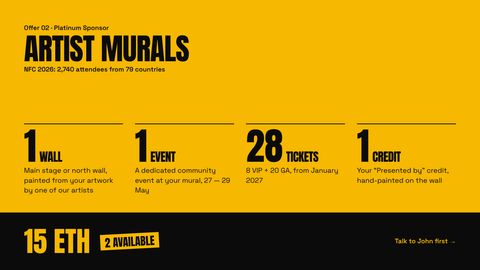 Offer 02 · Platinum Sponsor
ARTIST MURALS
NFC 2026: 2,740 attendees from 79 countries
1 WALL
Main stage or north wall,
painted from your artwork
by one of our artists
1 EVENT
A dedicated community
event at your mural, 27 — 29
May
28 TICKETS
8 VIP + 20 GA, from January
2027
1 CREDIT
Your "Presented by" credit,
hand-painted on the wall
15 ETH
2 AVAILABLE
Talk to John first →